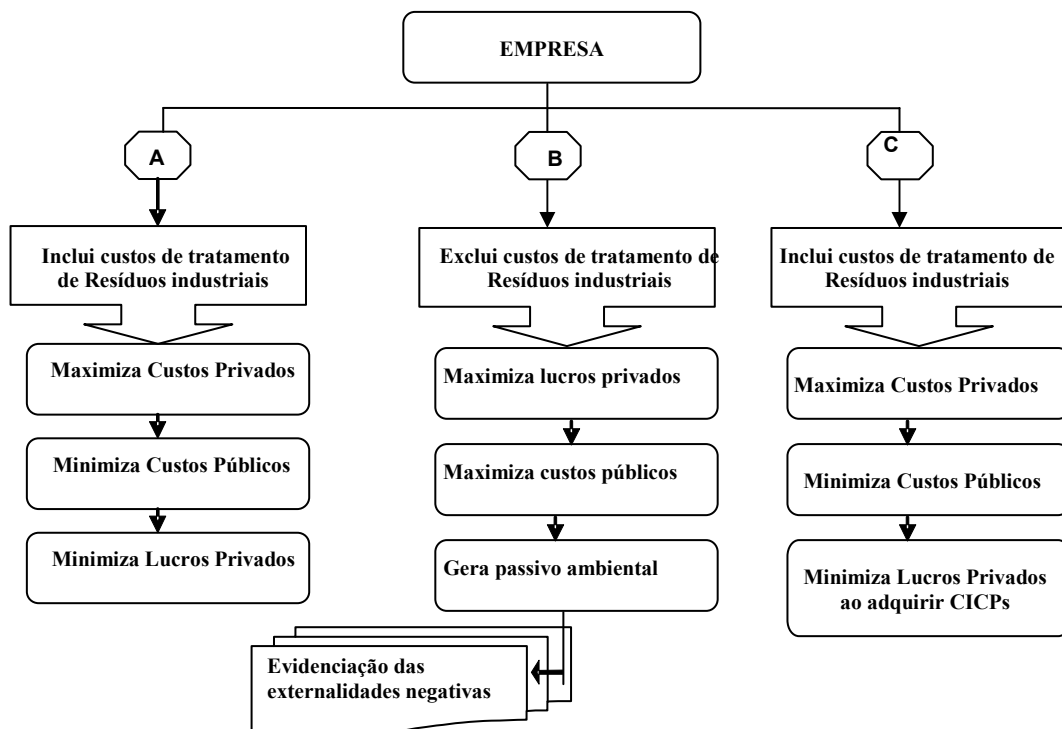 EMPRESA
A
B
C
Inclui custos de tratamento
de Resíduos industriais
Exclui custos de tratamento de
Resíduos industriais
Inclui custos de tratamento de
Resíduos industriais
Maximiza Custos Privados
Minimiza Custos Públicos
Minimiza Lucros Privados
Maximiza lucros privados
Maximiza custos públicos
Gera passivo ambiental
Evidenciação das
externalidades negativas
Maximiza Custos Privados
Minimiza Custos Públicos
Minimiza Lucros Privados
ao adquirir CICPs